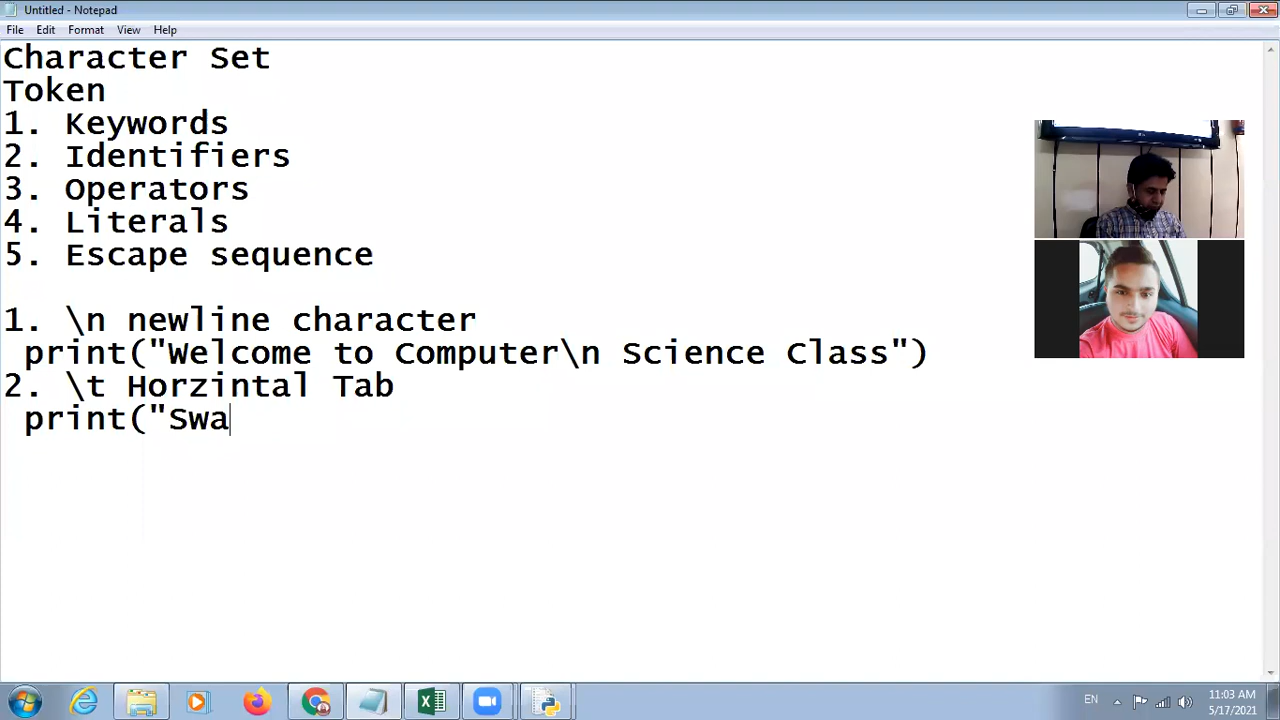 Untitled - Notepad
File Edit Format View Help
Character Set
Token
1. Keywords
2. Identifiers
3. Operators
4. Literals
5. Escape sequence
1. \n newline character
print("Welcome to Computer\n Science Class")
2. \t Horzintal Tab
print("Swa
EN
11:03 AM
5/17/2021